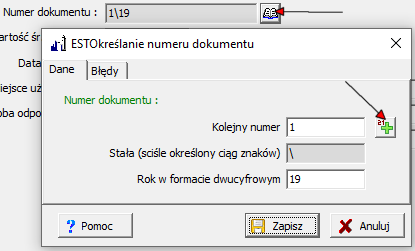 Numer dokumentu : 1\19
artość śr
Data
iejsce uż
oba odpo
ESTOkreślanie numeru dokumentu
Dane Błędy
Numer dokumentu :
Kolejny numer 1
Stała (scisle określony ciąg znaków) \
Rok w formacie dwucyfrowym 19
? Pomoc Zapisz Anuluj